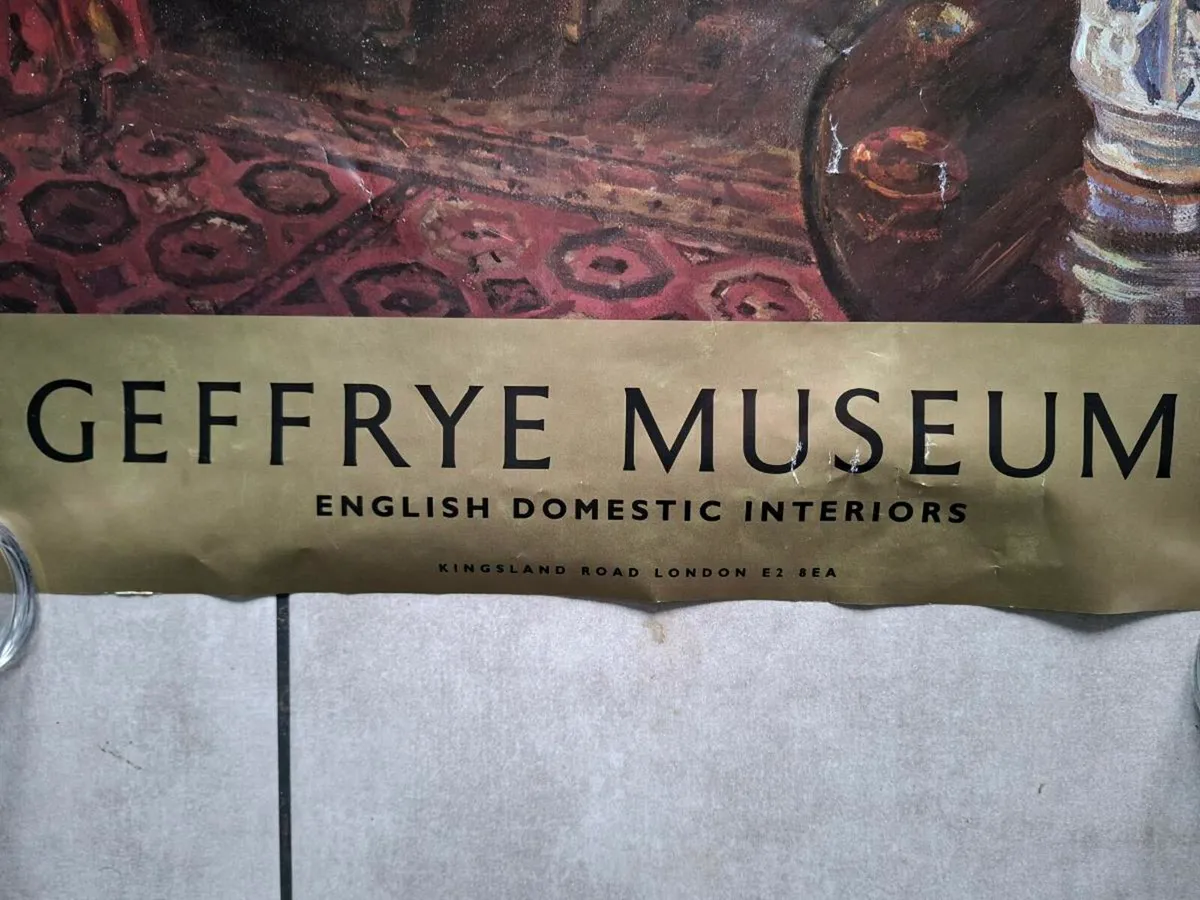 GEFFRYE MUSEUM
ENGLISH DOMESTIC INTERIORS
KINGSLAND ROAD LONDON E2 8EA